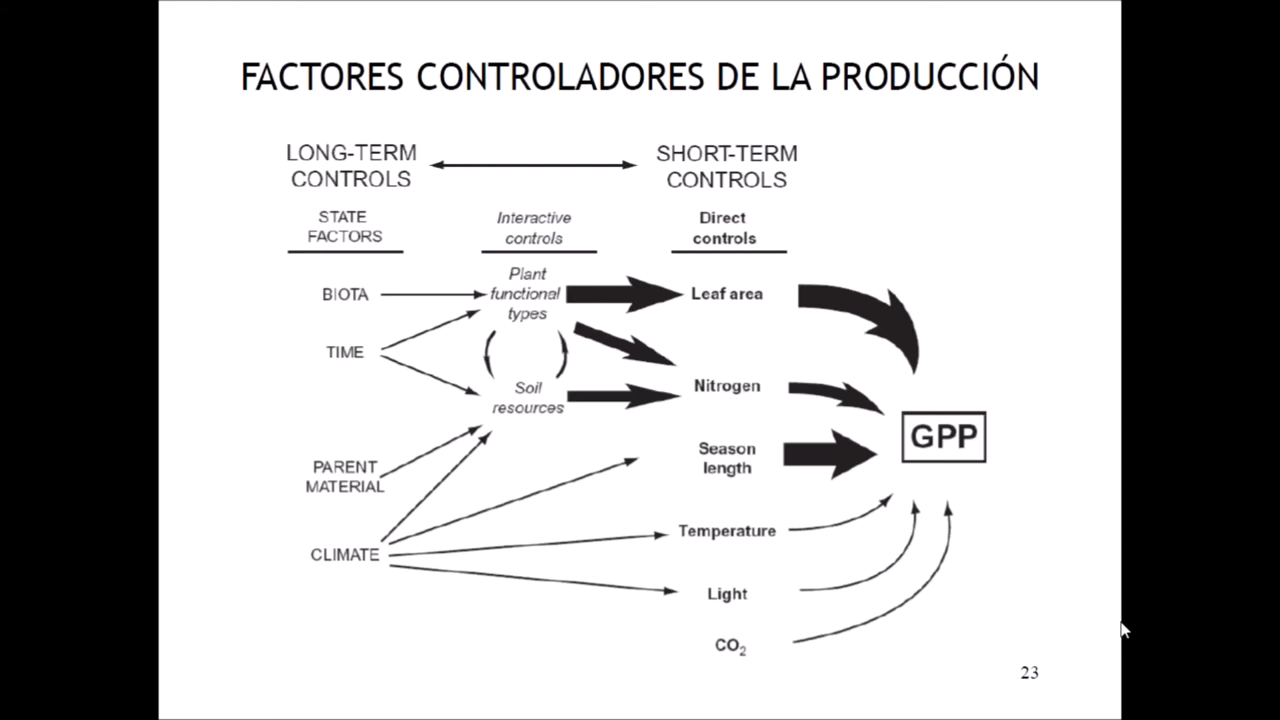 FACTORES CONTROLADORES DE LA PRODUCCIÓN
LONG-TERM
CONTROLS
SHORT-TERM
CONTROLS
STATE
FACTORS
Interactive
controls
Direct
controls
BIOTA
Plant
functional
types
Leaf area
TIME
Soil
resources
Nitrogen
GPP
PARENT
MATERIAL
Season
length
CLIMATE
Temperature
Light
CO₂
23